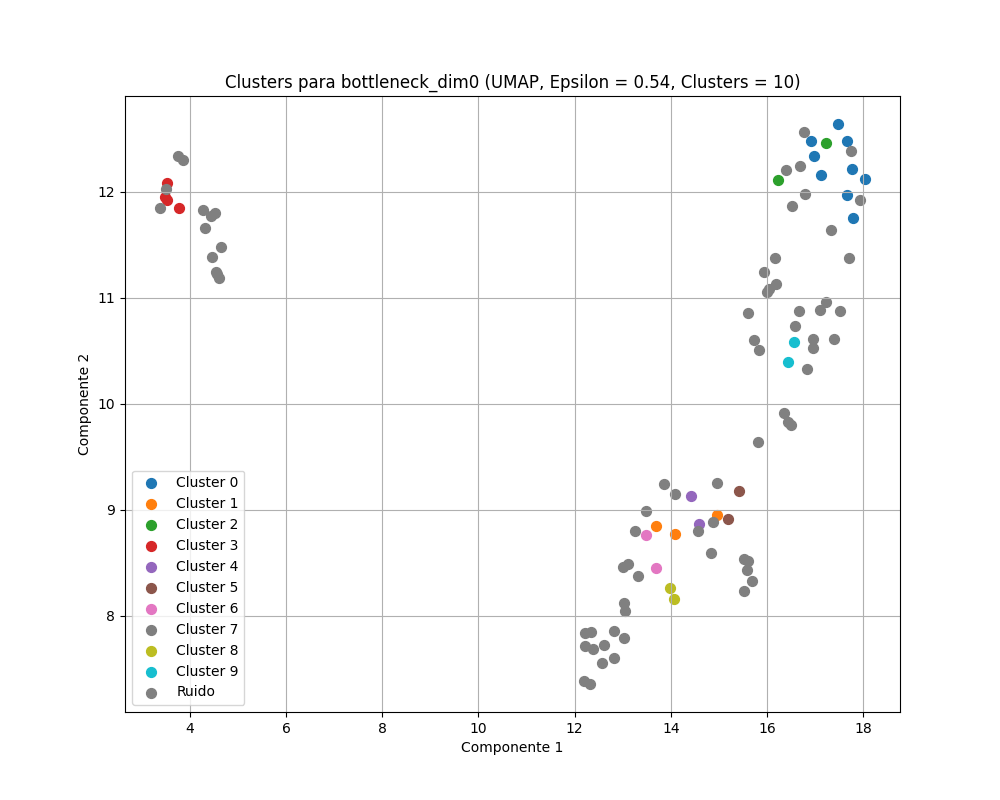 Clusters para bottleneck_dim0 (UMAP, Epsilon = 0.54, Clusters = 10)
Componente 2
12
11
10
9
8
Cluster 0
Cluster 1
Cluster 2
Cluster 3
Cluster 4
Cluster 5
Cluster 6
Cluster 7
Cluster 8
Cluster 9
Ruido
4 6 8 10 12 14 16 18
Componente 1